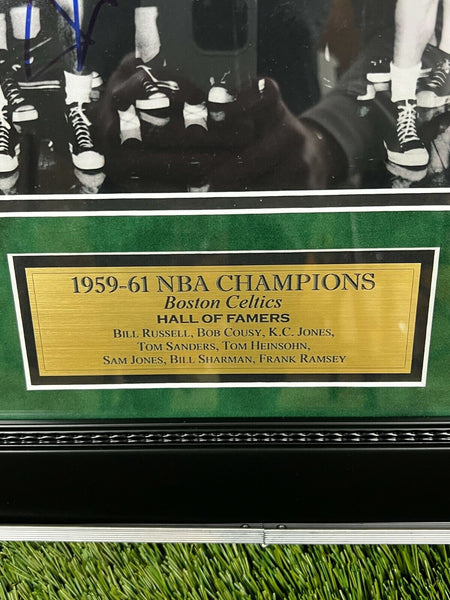 1959-61 NBA CHAMPIONS
Boston Celtics
HALL OF FAMERS
BILL RUSSELL, BOB COUSY, K.C. JONES,
TOM SANDERS, TOM HEINSOHN,
SAM JONES, BILL SHARMAN, FRANK RAMSEY